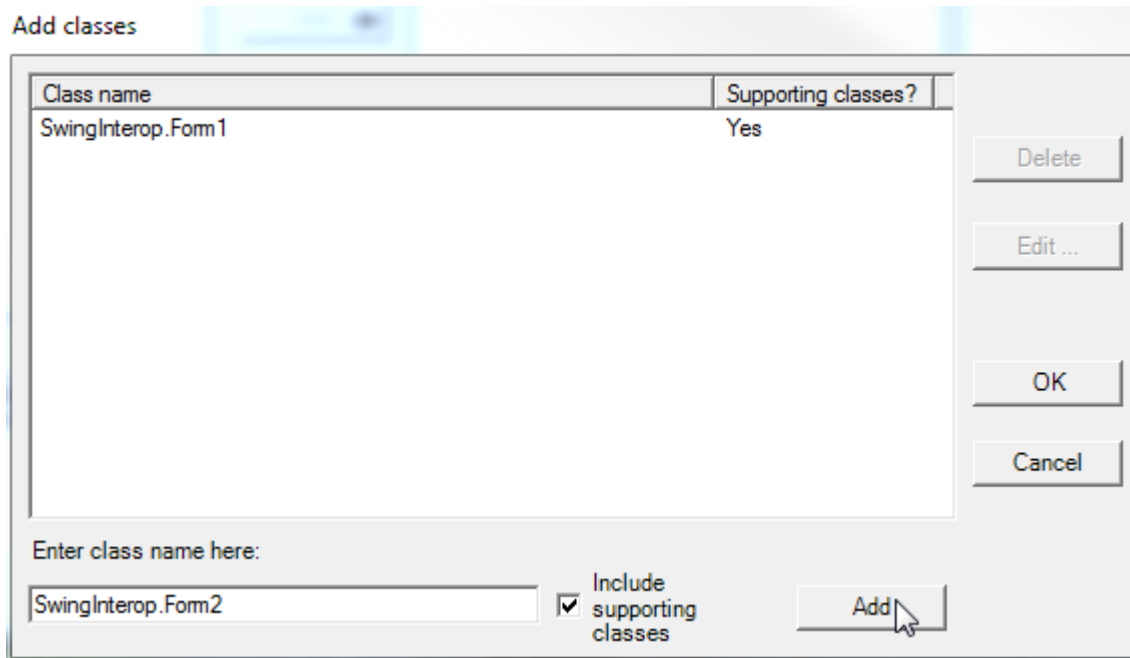 Add classes
Class name Supporting classes?
SwingInterop.Form1 Yes
Delete
Edit ...
OK
Cancel
Enter class name here:
SwingInterop.Form2
Include
supporting
classes
Add